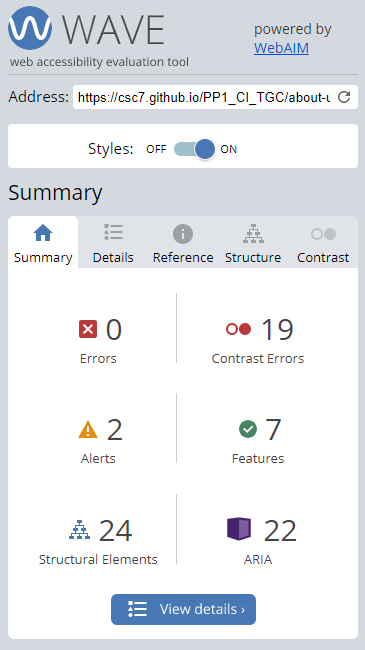 WAVE
powered by
WebAIM
web accessibility evaluation tool
Address: https://csc7.github.io/PP1_CI_TGC/about-u
Styles: OFF ON
Summary
Summary Details Reference Structure Contrast
0 19
Errors Contrast Errors
2 7
Alerts Features
24 22
Structural Elements ARIA
View details ›